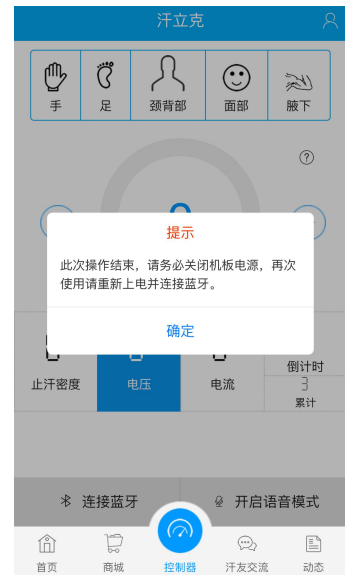 汗立克
手 足 颈背部 面部 腋下
提示
此次操作结束，请务必关闭机板电源，再次
使用请重新上电并连接蓝牙。
确定
倒计时
止汗密度 电压 电流 3
累计
连接蓝牙 开启语音模式
首页 商城 控制器 汗友交流 动态